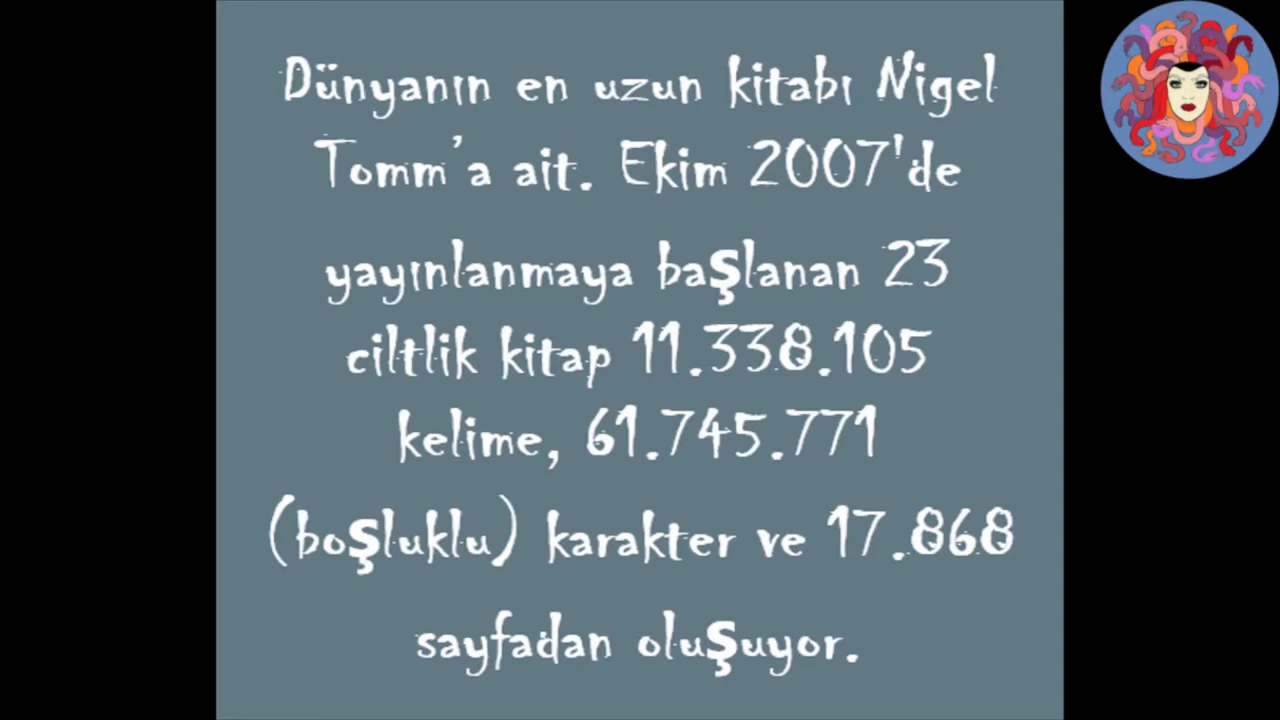 Dünyanın en uzun kitabı Nigel
Tomm'a ait. Ekim 2007'de
yayınlanmaya başlanan 23
ciltlik kitap 11.338.105
kelime, 61.745.771
(boşluklu) karakter ve 17.868
sayfadan oluşuyor.